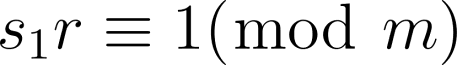 s₁r ≡ 1(mod m)